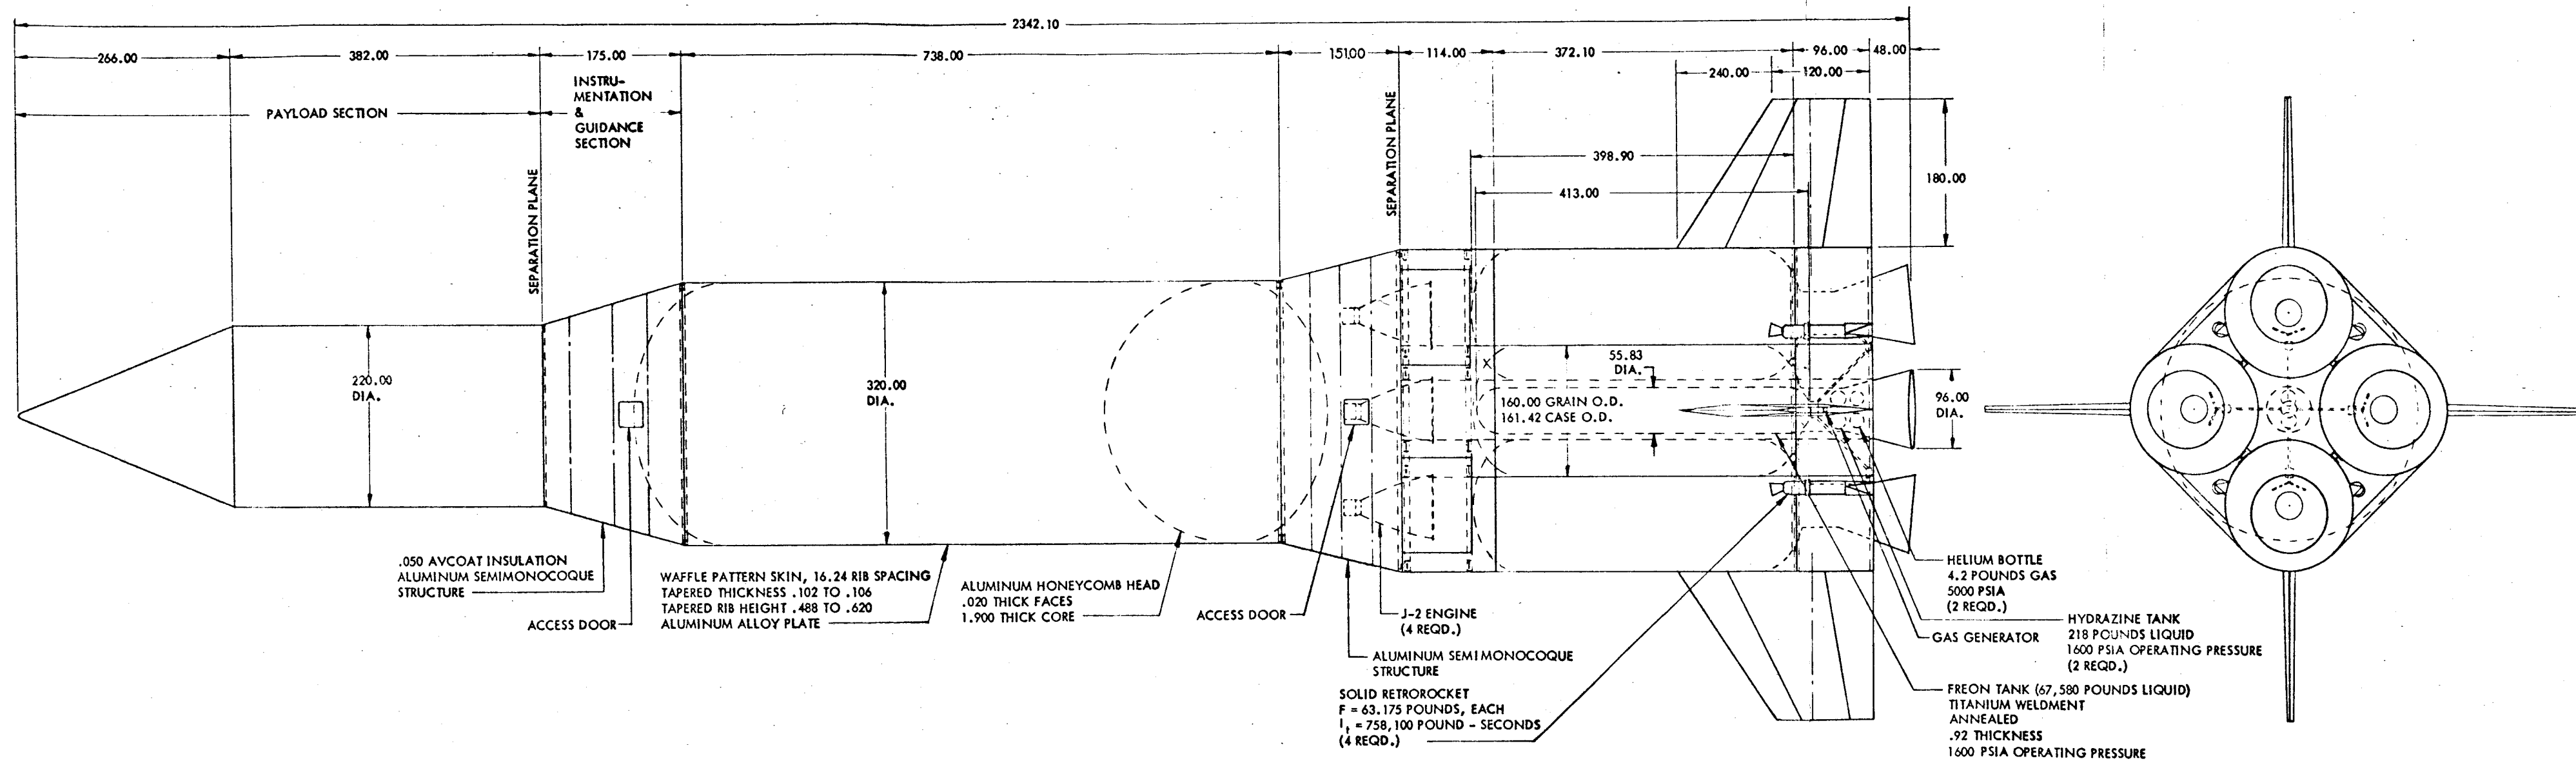 2342.10
266.00
382.00
175.00
738.00
151.00
114.00
372.10
96.00
48.00
240.00
120.00
PAYLOAD SECTION
INSTRU-
MENTATION
&
GUIDANCE
SECTION
SEPARATION PLANE
SEPARATION PLANE
398.90
413.00
180.00
220.00
DIA.
320.00
DIA.
55.83
DIA.
160.00 GRAIN O.D.
161.42 CASE O.D.
96.00
DIA.
.050 AVCOAT INSULATION
ALUMINUM SEMIMONOCOQUE
STRUCTURE
ACCESS DOOR
WAFFLE PATTERN SKIN, 16.24 RIB SPACING
TAPERED THICKNESS .102 TO .106
TAPERED RIB HEIGHT .488 TO .620
ALUMINUM ALLOY PLATE
ALUMINUM HONEYCOMB HEAD
.020 THICK FACES
1.900 THICK CORE
ACCESS DOOR
J-2 ENGINE
(4 REQD.)
ALUMINUM SEMIMONOCOQUE
STRUCTURE
SOLID RETROROCKET
F = 63.175 POUNDS, EACH
It = 758,100 POUND - SECONDS
(4 REQD.)
HELIUM BOTTLE
4.2 POUNDS GAS
5000 PSIA
(2 REQD.)
HYDRAZINE TANK
218 POUNDS LIQUID
1600 PSIA OPERATING PRESSURE
(2 REQD.)
GAS GENERATOR
FREON TANK (67,580 POUNDS LIQUID)
TITANIUM WELDMENT
ANNEALED
.92 THICKNESS
1600 PSIA OPERATING PRESSURE